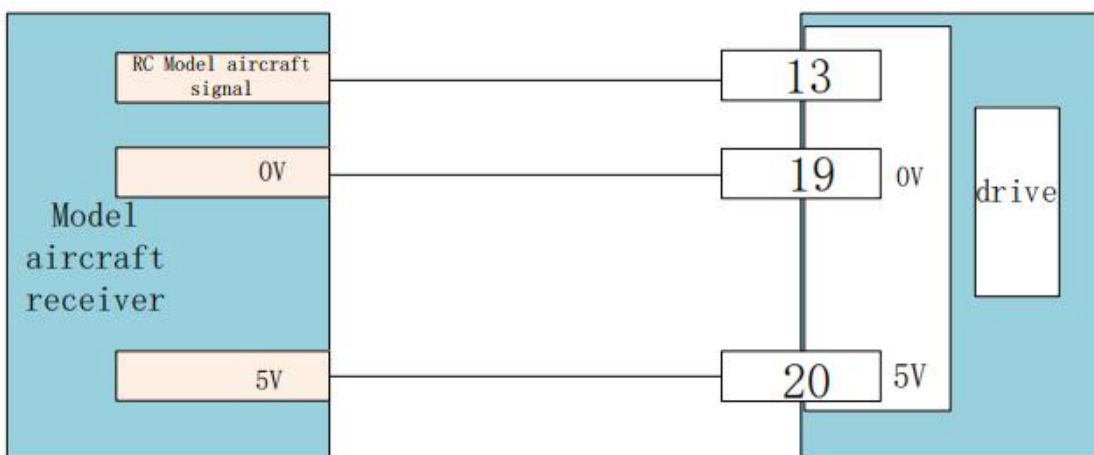 RC Model aircraft
signal
13
0V
19
0V
Model
aircraft
receiver
drive
5V
20
5V